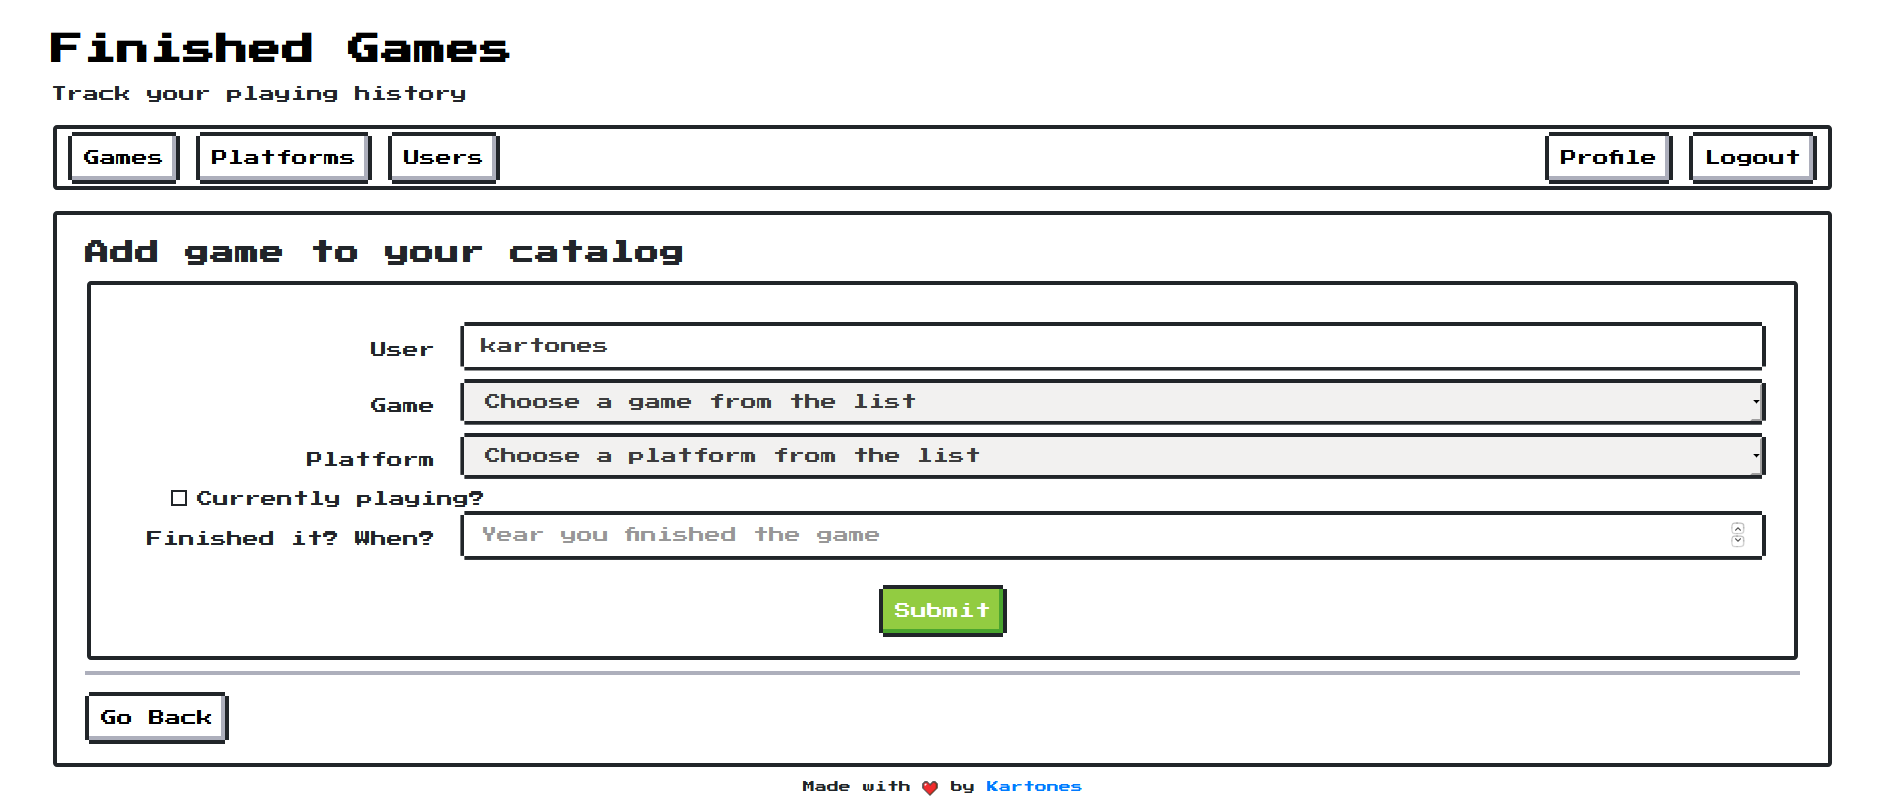 Finished Games
Track your playing history
Games Platforms Users Profile Logout
Add game to your catalog
User kartones
Game Choose a game from the list
Platform Choose a platform from the list
Currently playing?
Finished it? When? Year you finished the game
Submit
Go Back
Made with ❤ by Kartones